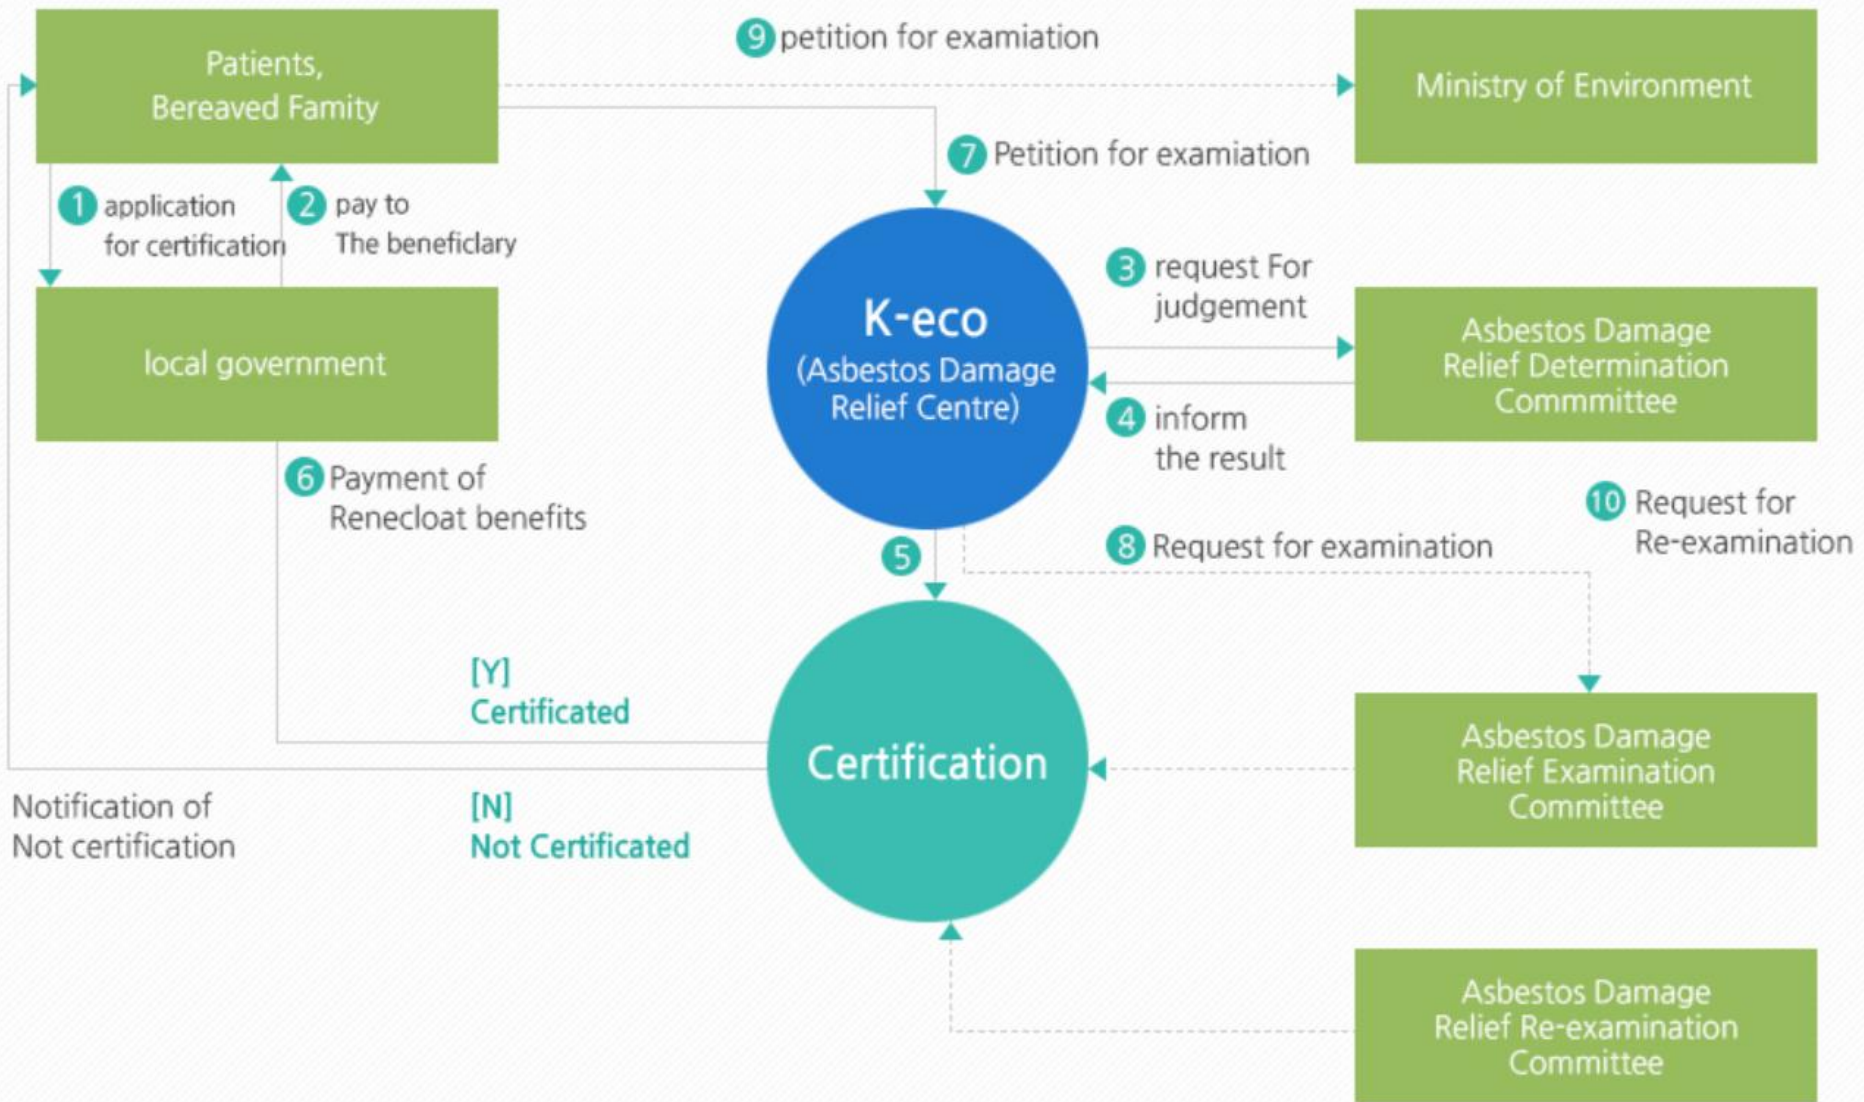 Patients,
Bereaved Famity
9 petition for examiation
Ministry of Environment
7 Petition for examiation
1 application
for certification
2 pay to
The beneficlary
local government
K-eco
(Asbestos Damage
Relief Centre)
3 request For
judgement
4 inform
the result
Asbestos Damage
Relief Determination
Commmittee
6 Payment of
Renecloat benefits
5
8 Request for examination
10 Request for
Re-examination
[Y]
Certificated
Certification
[N]
Not Certificated
Notification of
Not certification
Asbestos Damage
Relief Examination
Committee
Asbestos Damage
Relief Re-examination
Committee